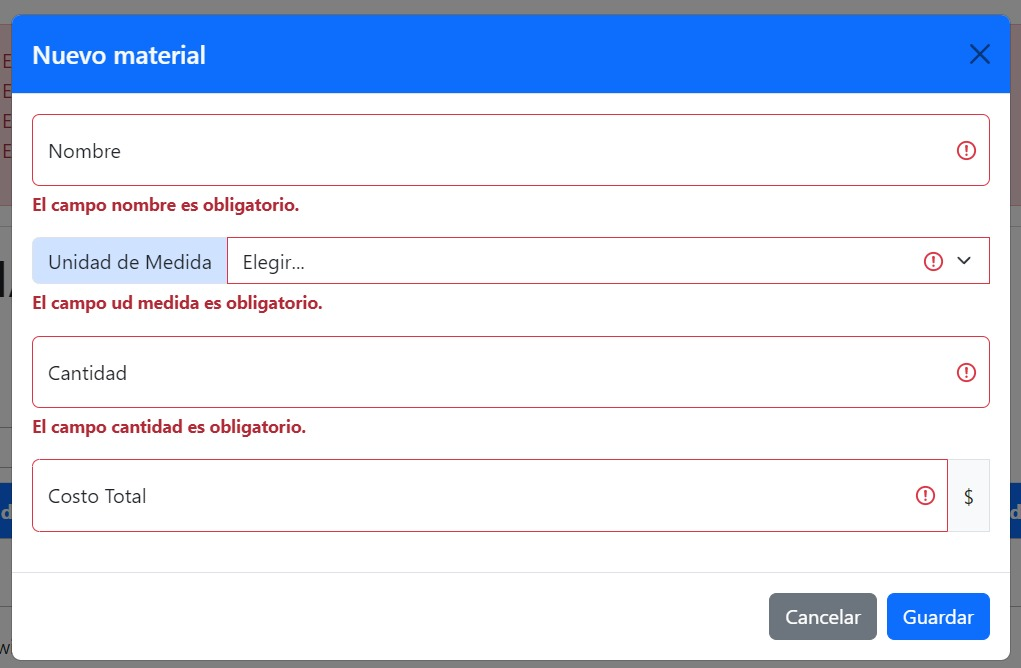 Nuevo material
Nombre
El campo nombre es obligatorio.
Unidad de Medida Elegir...
El campo ud medida es obligatorio.
Cantidad
El campo cantidad es obligatorio.
Costo Total $
Cancelar Guardar